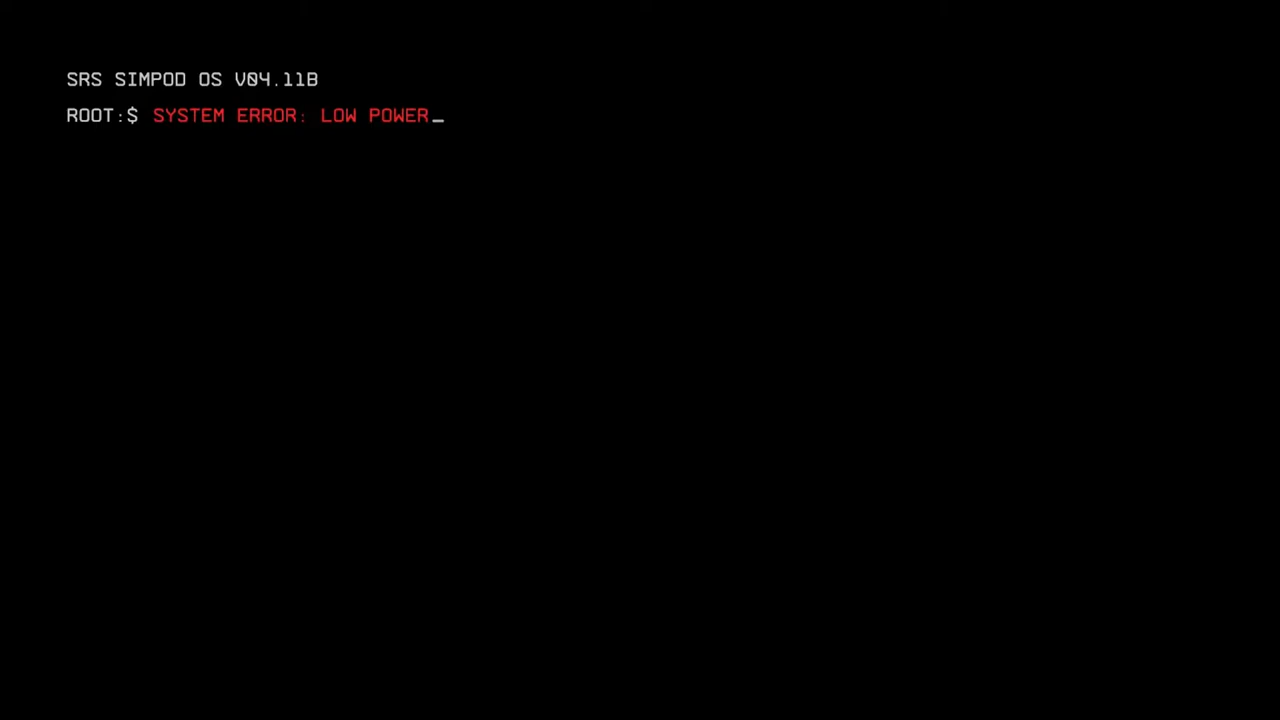 SRS SIMPOD OS V04.11B
ROOT:$ SYSTEM ERROR: LOW POWER_